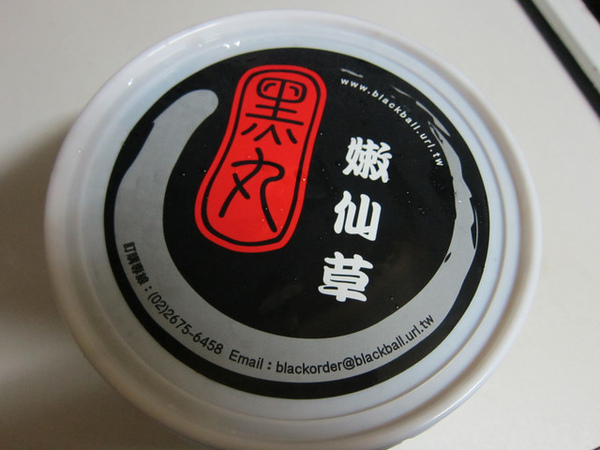 黑丸
嫩仙草
www.blackball.url.tw
訂購專線：(02)2675-6458 Email：blackorder@blackball.url.tw